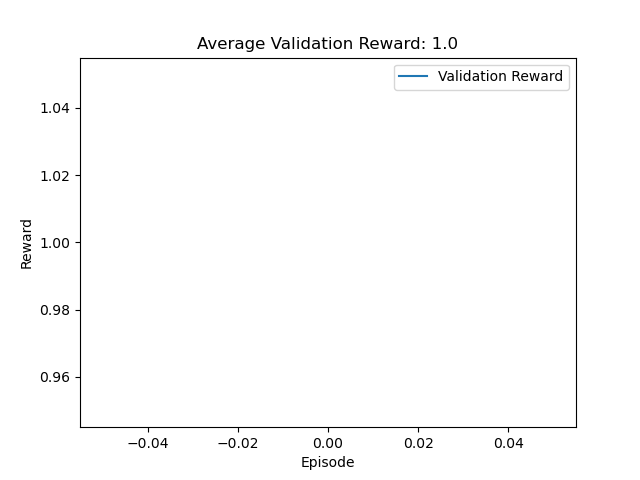 Average Validation Reward: 1.0
Validation Reward
1.04
1.02
1.00
0.98
0.96
Reward
−0.04 −0.02 0.00 0.02 0.04
Episode